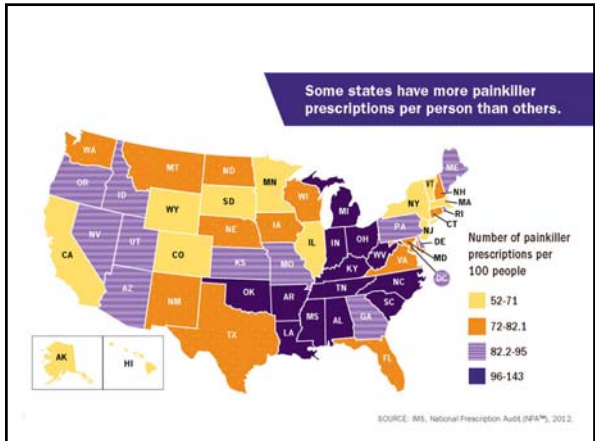 Some states have more painkiller
prescriptions per person than others.
WA
MT
ND
MN
OR
ID
WY
SD
WI
MI
NY
VT
ME
NH
MA
RI
CT
NJ
PA
DE
MD
DC
NV
UT
CO
NE
IA
IL
IN
OH
WV
VA
CA
KS
MO
KY
AZ
NM
OK
AR
TN
NC
SC
TX
LA
MS
AL
GA
FL
AK
HI
Number of painkiller
prescriptions per
100 people
52-71
72-82.1
82.2-95
96-143
SOURCE: IMS, National Prescription Audit (NPA™), 2012.